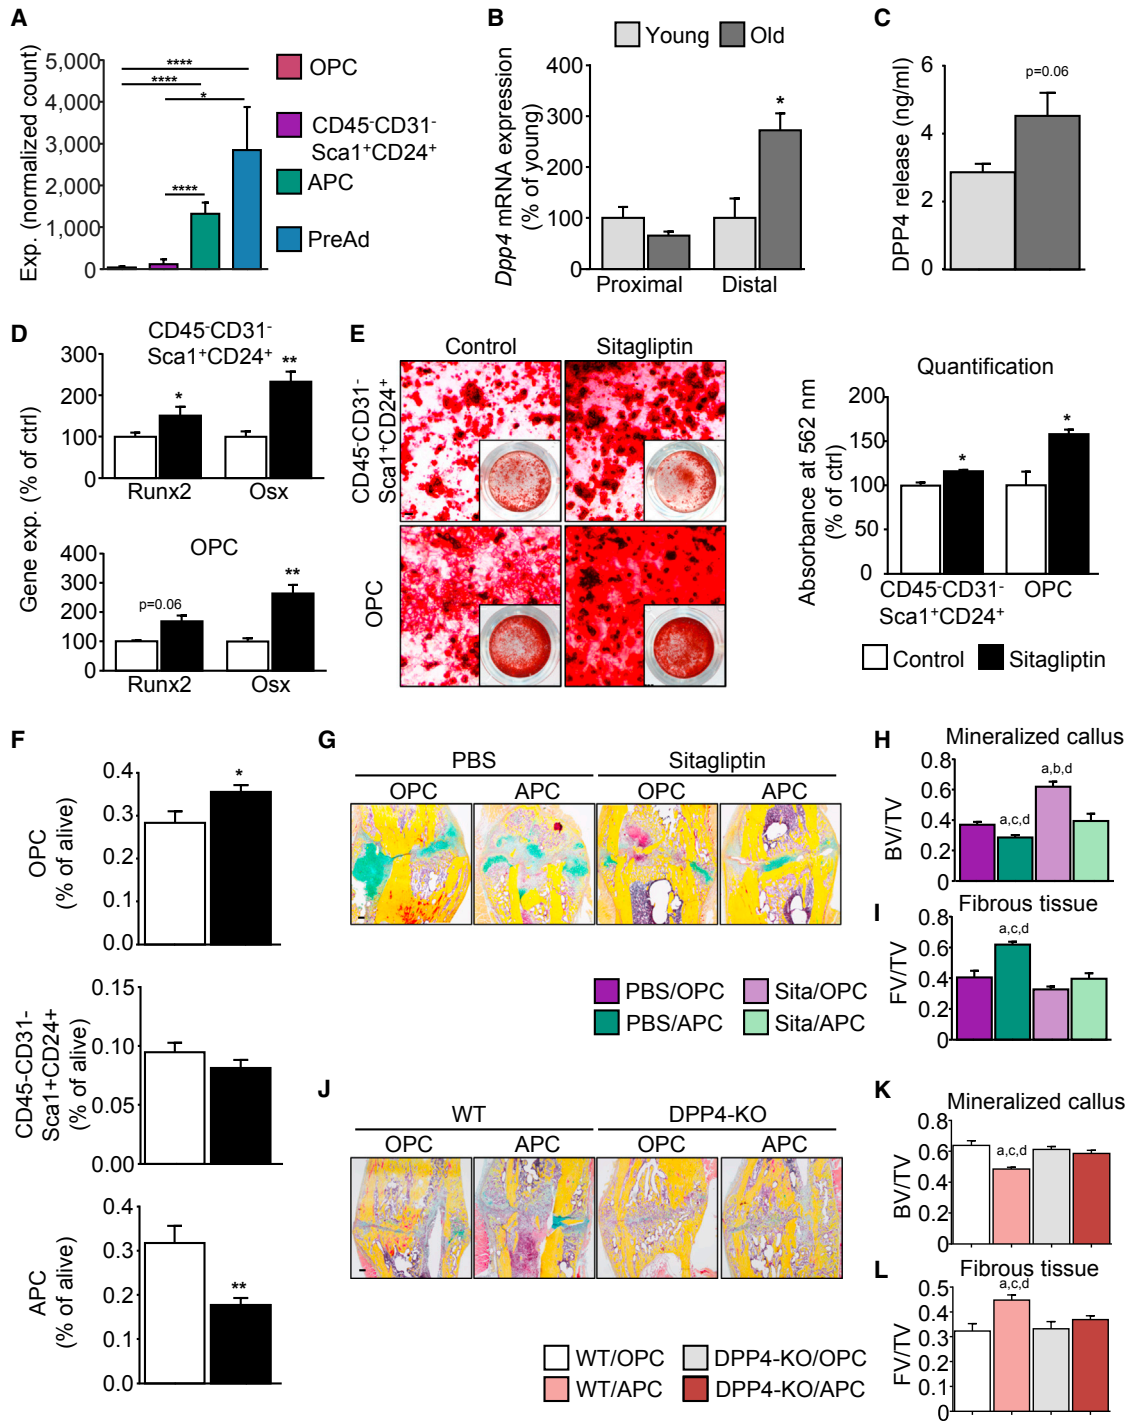 A
Exp. (normalized count)
5,000
4,000
3,000
2,000
1,000
0
****
****
*
****
OPC
CD45-CD31-
Sca1+CD24+
APC
PreAd
B
Young
Old
Dpp4 mRNA expression
(% of young)
400
300
200
100
0
*
Proximal
Distal
C
DPP4 release (ng/ml)
6
4
2
0
p=0.06
D
Gene exp. (% of ctrl)
CD45-CD31-
Sca1+CD24+
300
200
100
0
*
**
Runx2
Osx
OPC
400
300
200
100
0
p=0.06
**
Runx2
Osx
E
Control
Sitagliptin
CD45-CD31-
Sca1+CD24+
OPC
Quantification
Absorbance at 562 nm
(% of ctrl)
200
150
100
50
0
*
*
CD45-CD31-
Sca1+CD24+
OPC
Control
Sitagliptin
F
OPC
(% of alive)
0.4
0.3
0.2
0.1
0.0
*
CD45-CD31-
Sca1+CD24+
(% of alive)
0.15
0.10
0.05
0.00
APC
(% of alive)
0.4
0.3
0.2
0.1
0.0
**
G
PBS
Sitagliptin
OPC
APC
OPC
APC
H
Mineralized callus
BV/TV
0.8
0.6
0.4
0.2
0
a,c,d
a,b,d
I
Fibrous tissue
FV/TV
0.8
0.6
0.4
0.2
0
a,c,d
PBS/OPC
Sita/OPC
PBS/APC
Sita/APC
J
WT
DPP4-KO
OPC
APC
OPC
APC
K
Mineralized callus
BV/TV
0.8
0.6
0.4
0.2
0
a,c,d
L
Fibrous tissue
FV/TV
0.5
0.4
0.3
0.2
0.1
0
a,c,d
WT/OPC
DPP4-KO/OPC
WT/APC
DPP4-KO/APC